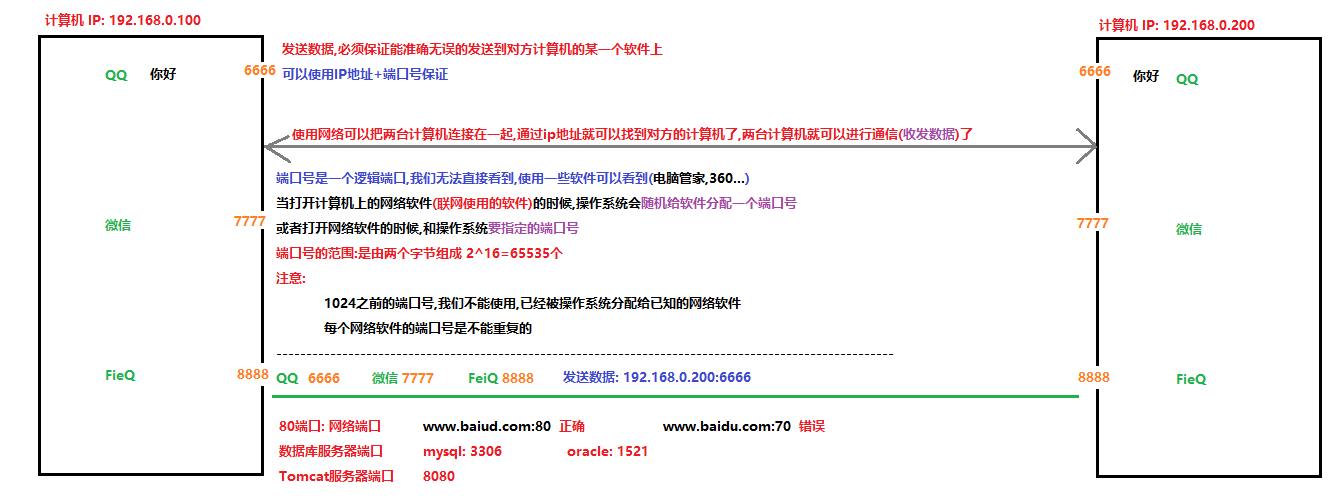 计算机 IP: 192.168.0.100
计算机 IP: 192.168.0.200
发送数据,必须保证能准确无误的发送到对方计算机的某一个软件上
QQ 你好 6666 可以使用IP地址+端口号保证 6666 你好 QQ
使用网络可以把两台计算机连接在一起,通过ip地址就可以找到对方的计算机了,两台计算机就可以进行通信(收发数据)了
端口号是一个逻辑端口,我们无法直接看到,使用一些软件可以看到(电脑管家,360...)
当打开计算机上的网络软件(联网使用的软件)的时候,操作系统会随机给软件分配一个端口号
微信 7777 或者打开网络软件的时候,和操作系统要指定的端口号 7777 微信
端口号的范围:是由两个字节组成 2^16=65535个
注意:
1024之前的端口号,我们不能使用,已经被操作系统分配给已知的网络软件
每个网络软件的端口号是不能重复的
FieQ 8888 QQ 6666 微信 7777 FeiQ 8888 发送数据: 192.168.0.200:6666 8888 FieQ
80端口: 网络端口 www.baiud.com:80 正确 www.baidu.com:70 错误
数据库服务器端口 mysql: 3306 oracle: 1521
Tomcat服务器端口 8080